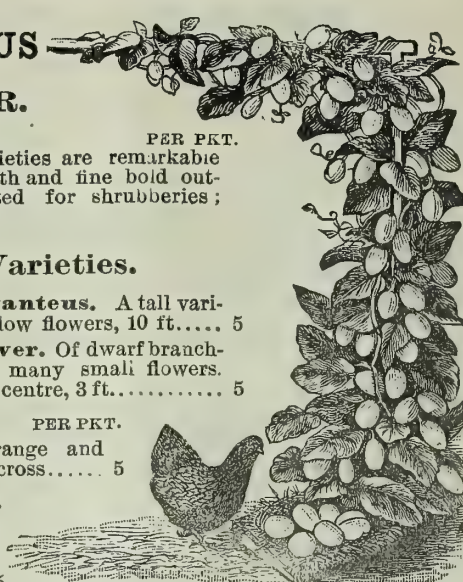 US
R.
PER PKT.
ieties are remarkable
th and fine bold out-
ed for shrubberies;
Varieties.
anteus. A tall vari-
low flowers, 10 ft..... 5
ver. Of dwarf branch-
many small flowers.
centre, 3 ft............ 5
PER PKT.
range and
cross...... 5